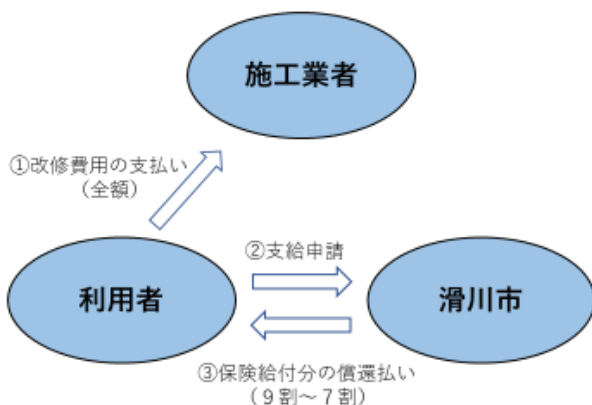 施工業者
①改修費用の支払い
（全額）
②支給申請
利用者
滑川市
③保険給付分の償還払い
（９割～７割）